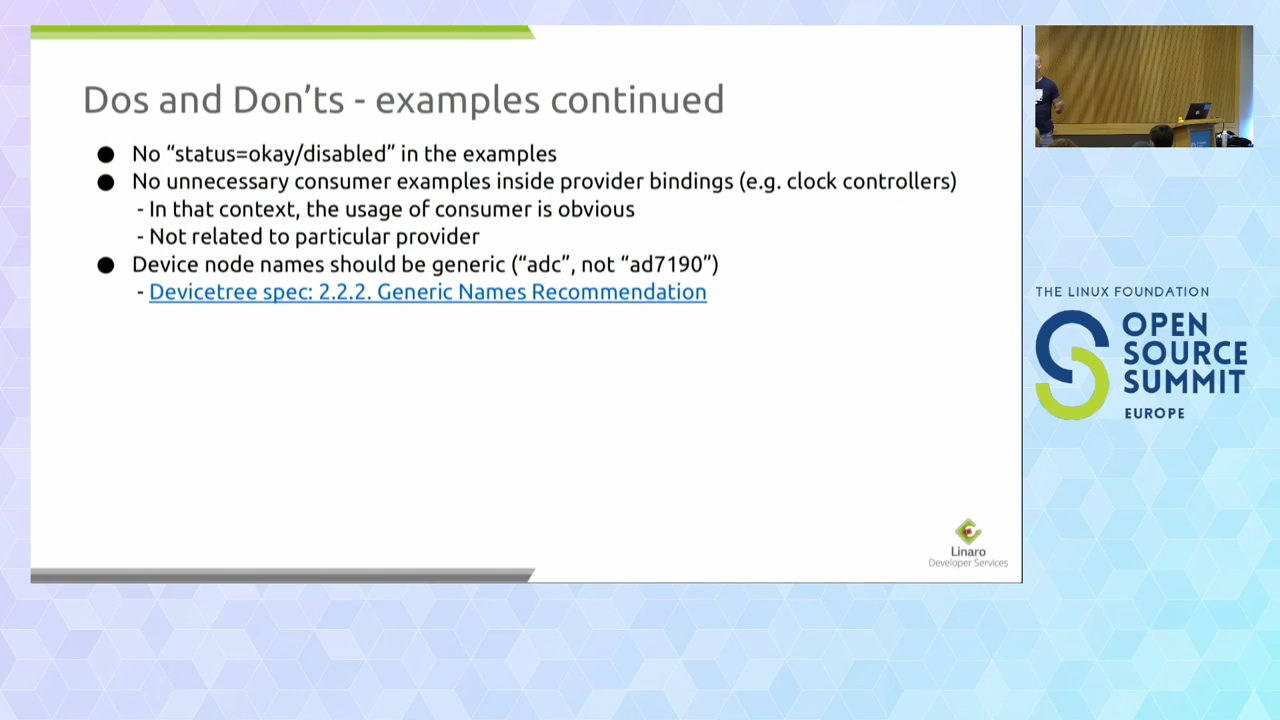 Dos and Don’ts - examples continued
● No “status=okay/disabled” in the examples
● No unnecessary consumer examples inside provider bindings (e.g. clock controllers)
- In that context, the usage of consumer is obvious
- Not related to particular provider
● Device node names should be generic (“adc”, not “ad7190”)
- Devicetree spec: 2.2.2. Generic Names Recommendation
Linaro
Developer Services
THE LINUX FOUNDATION
OPEN
SOURCE
SUMMIT
EUROPE